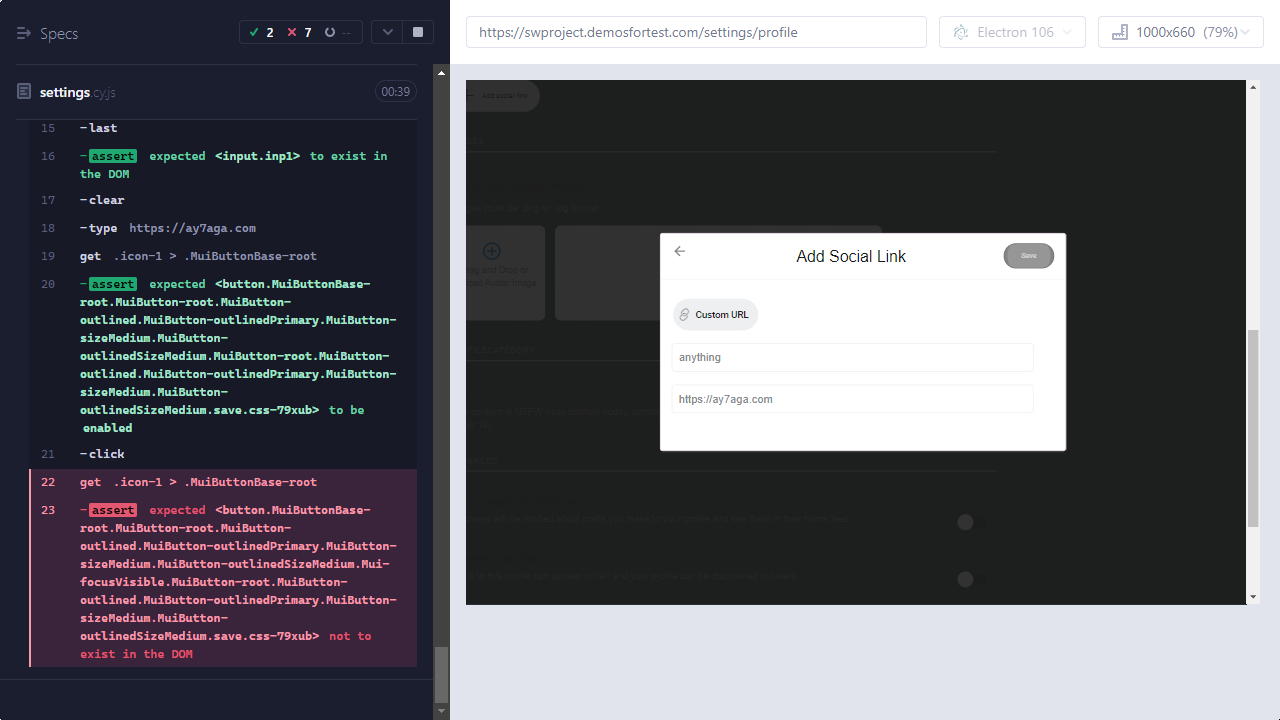 Specs
2
7
--
settings.cy.js
00:39
15 -last
16 -assert expected <input.inp1> to exist in
the DOM
17 -clear
18 -type https://ay7aga.com
19 get .icon-1 > .MuiButtonBase-root
20 -assert expected <button.MuiButtonBase-
root.MuiButton-root.MuiButton-
outlined.MuiButton-outlinedPrimary.MuiButton-
sizeMedium.MuiButton-
outlinedSizeMedium.MuiButton-root.MuiButton-
outlined.MuiButton-outlinedPrimary.MuiButton-
sizeMedium.MuiButton-
outlinedSizeMedium.save.css-79xub> to be
enabled
21 -click
22 get .icon-1 > .MuiButtonBase-root
23 -assert expected <button.MuiButtonBase-
root.MuiButton-root.MuiButton-
outlined.MuiButton-outlinedPrimary.MuiButton-
sizeMedium.MuiButton-outlinedSizeMedium.Mui-
focusVisible.MuiButton-root.MuiButton-
outlined.MuiButton-outlinedPrimary.MuiButton-
sizeMedium.MuiButton-
outlinedSizeMedium.save.css-79xub> not to
exist in the DOM
https://swproject.demosfortest.com/settings/profile
Electron 106
1000x660 (79%)
Add social link
Add Social Link
Save
Custom URL
anything
https://ay7aga.com